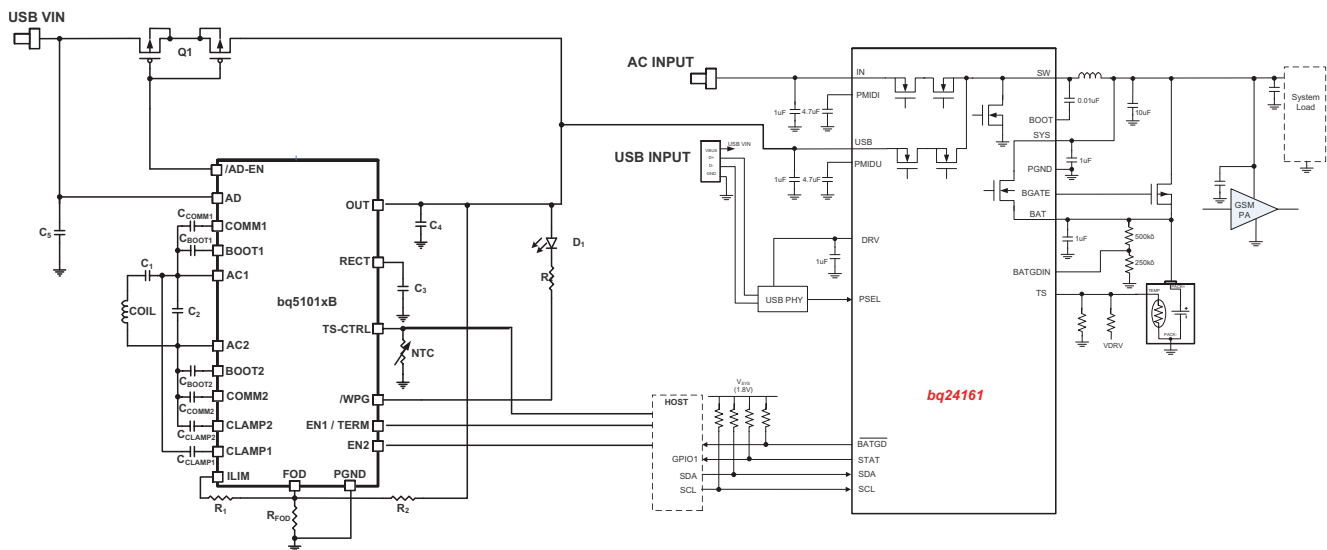 USB VIN
Q1
/AD-EN
AD
C5
CCOMM1
COMM1
CBOOT1
BOOT1
C1
AC1
COIL
C2
AC2
BOOT2
CBOOT2
COMM2
CCOMM2
CLAMP2
CCLAMP2
CLAMP1
CCLAMP1
ILIM
FOD
PGND
R1
RFOD
R2
bq5101xB
OUT
C4
D1
RECT
C3
R
TS-CTRL
NTC
/WPG
EN1 / TERM
EN2
AC INPUT
1uF
4.7uF
USB INPUT
VBUS
D+
D-
GND
USB VIN
1uF
4.7uF
1uF
USB PHY
HOST
VSYS
(1.8V)
GPIO1
SDA
SCL
IN
PMIDI
USB
PMIDU
DRV
PSEL
BATGD
STAT
SDA
SCL
bq24161
SW
BOOT
SYS
PGND
BGATE
BAT
BATGDIN
TS
0.01uF
10uF
1uF
1uF
500kδ
250kδ
VDRV
TEMP
PACK+
PACK-
GSM
PA
System
Load